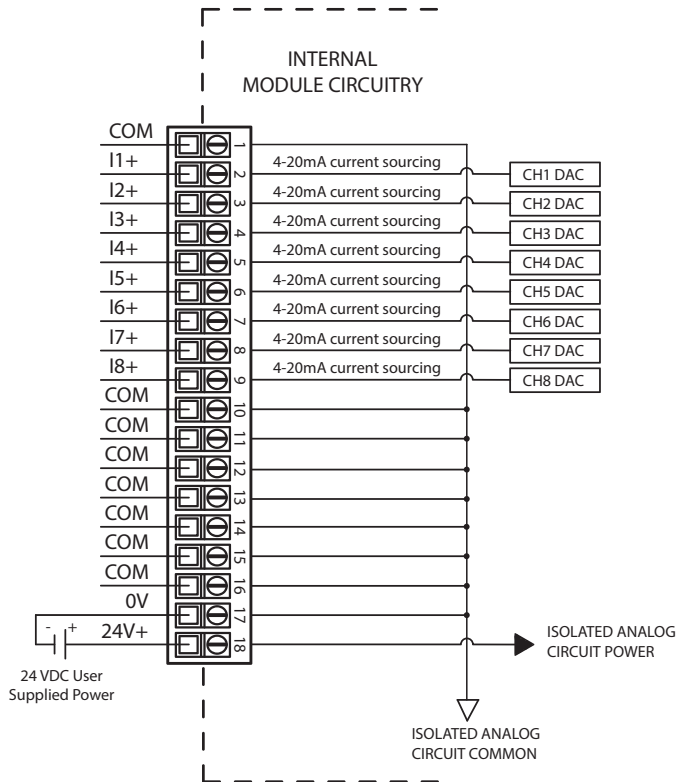 INTERNAL
MODULE CIRCUITRY
COM 1
I1+ 2 4-20mA current sourcing CH1 DAC
I2+ 3 4-20mA current sourcing CH2 DAC
I3+ 4 4-20mA current sourcing CH3 DAC
I4+ 5 4-20mA current sourcing CH4 DAC
I5+ 6 4-20mA current sourcing CH5 DAC
I6+ 7 4-20mA current sourcing CH6 DAC
I7+ 8 4-20mA current sourcing CH7 DAC
I8+ 9 4-20mA current sourcing CH8 DAC
COM 10
COM 11
COM 12
COM 13
COM 14
COM 15
COM 16
0V 17
- + 24V+ 18
ISOLATED ANALOG
CIRCUIT POWER
24 VDC User
Supplied Power
ISOLATED ANALOG
CIRCUIT COMMON